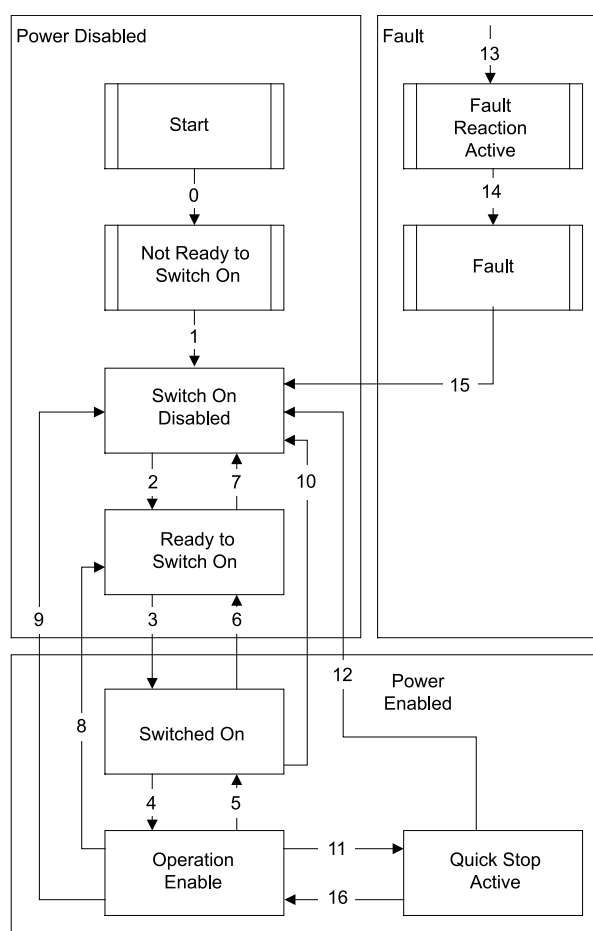 Power Disabled
Fault
13
Start
Fault
Reaction
Active
0
14
Not Ready to
Switch On
Fault
1
15
Switch On
Disabled
2
7
10
Ready to
Switch On
9
3
6
12
Power
Enabled
8
Switched On
4
5
Operation
Enable
11
16
Quick Stop
Active